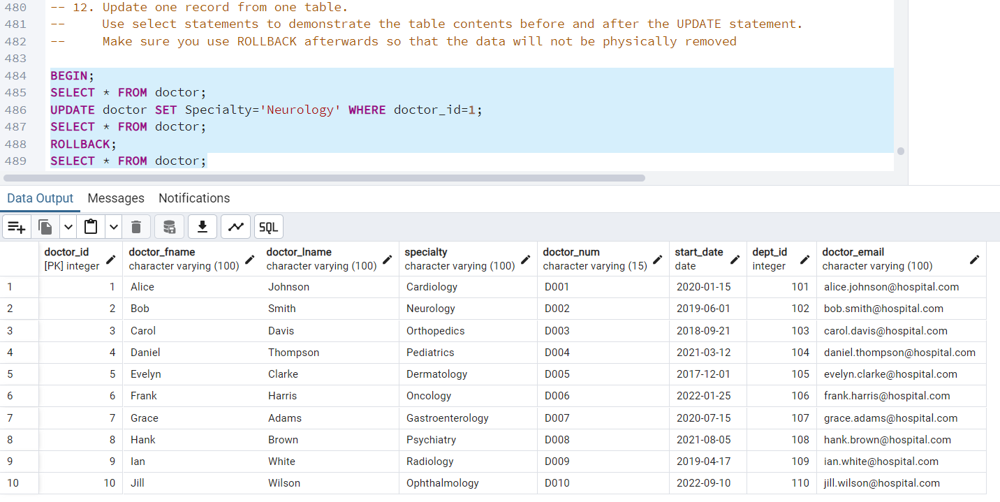 480 -- 12. Update one record from one table.
481 --     Use select statements to demonstrate the table contents before and after the UPDATE statement.
482 --     Make sure you use ROLLBACK afterwards so that the data will not be physically removed
483
484 BEGIN;
485 SELECT * FROM doctor;
486 UPDATE doctor SET Specialty='Neurology' WHERE doctor_id=1;
487 SELECT * FROM doctor;
488 ROLLBACK;
489 SELECT * FROM doctor;
Data Output Messages Notifications
SQL
doctor_id doctor_fname doctor_lname specialty doctor_num start_date dept_id doctor_email
[PK] integer character varying (100) character varying (100) character varying (100) character varying (15) date integer character varying (100)
1 1 Alice Johnson Cardiology D001 2020-01-15 101 alice.johnson@hospital.com
2 2 Bob Smith Neurology D002 2019-06-01 102 bob.smith@hospital.com
3 3 Carol Davis Orthopedics D003 2018-09-21 103 carol.davis@hospital.com
4 4 Daniel Thompson Pediatrics D004 2021-03-12 104 daniel.thompson@hospital.com
5 5 Evelyn Clarke Dermatology D005 2017-12-01 105 evelyn.clarke@hospital.com
6 6 Frank Harris Oncology D006 2022-01-25 106 frank.harris@hospital.com
7 7 Grace Adams Gastroenterology D007 2020-07-15 107 grace.adams@hospital.com
8 8 Hank Brown Psychiatry D008 2021-08-05 108 hank.brown@hospital.com
9 9 Ian White Radiology D009 2019-04-17 109 ian.white@hospital.com
10 10 Jill Wilson Ophthalmology D010 2022-09-10 110 jill.wilson@hospital.com